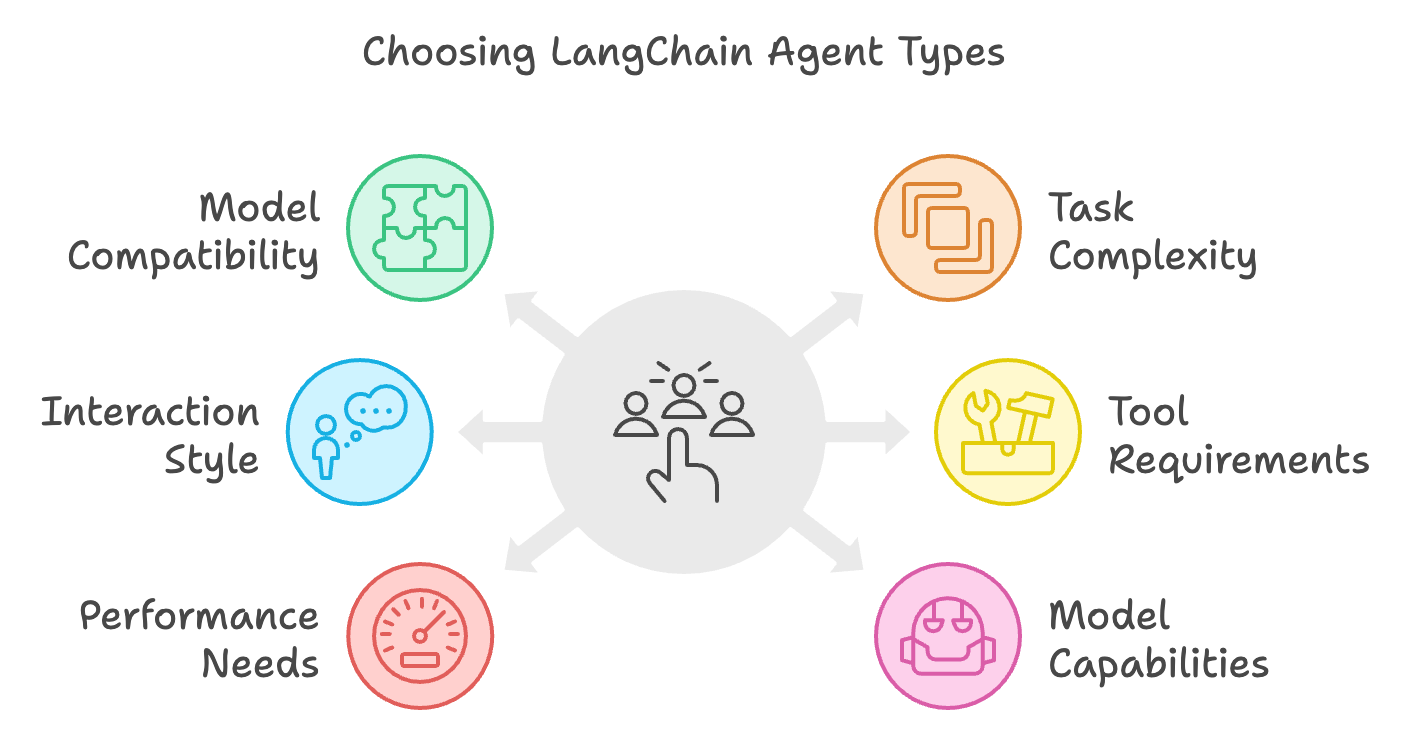 Choosing LangChain Agent Types
Model
Compatibility
Task
Complexity
Interaction
Style
Tool
Requirements
Performance
Needs
Model
Capabilities